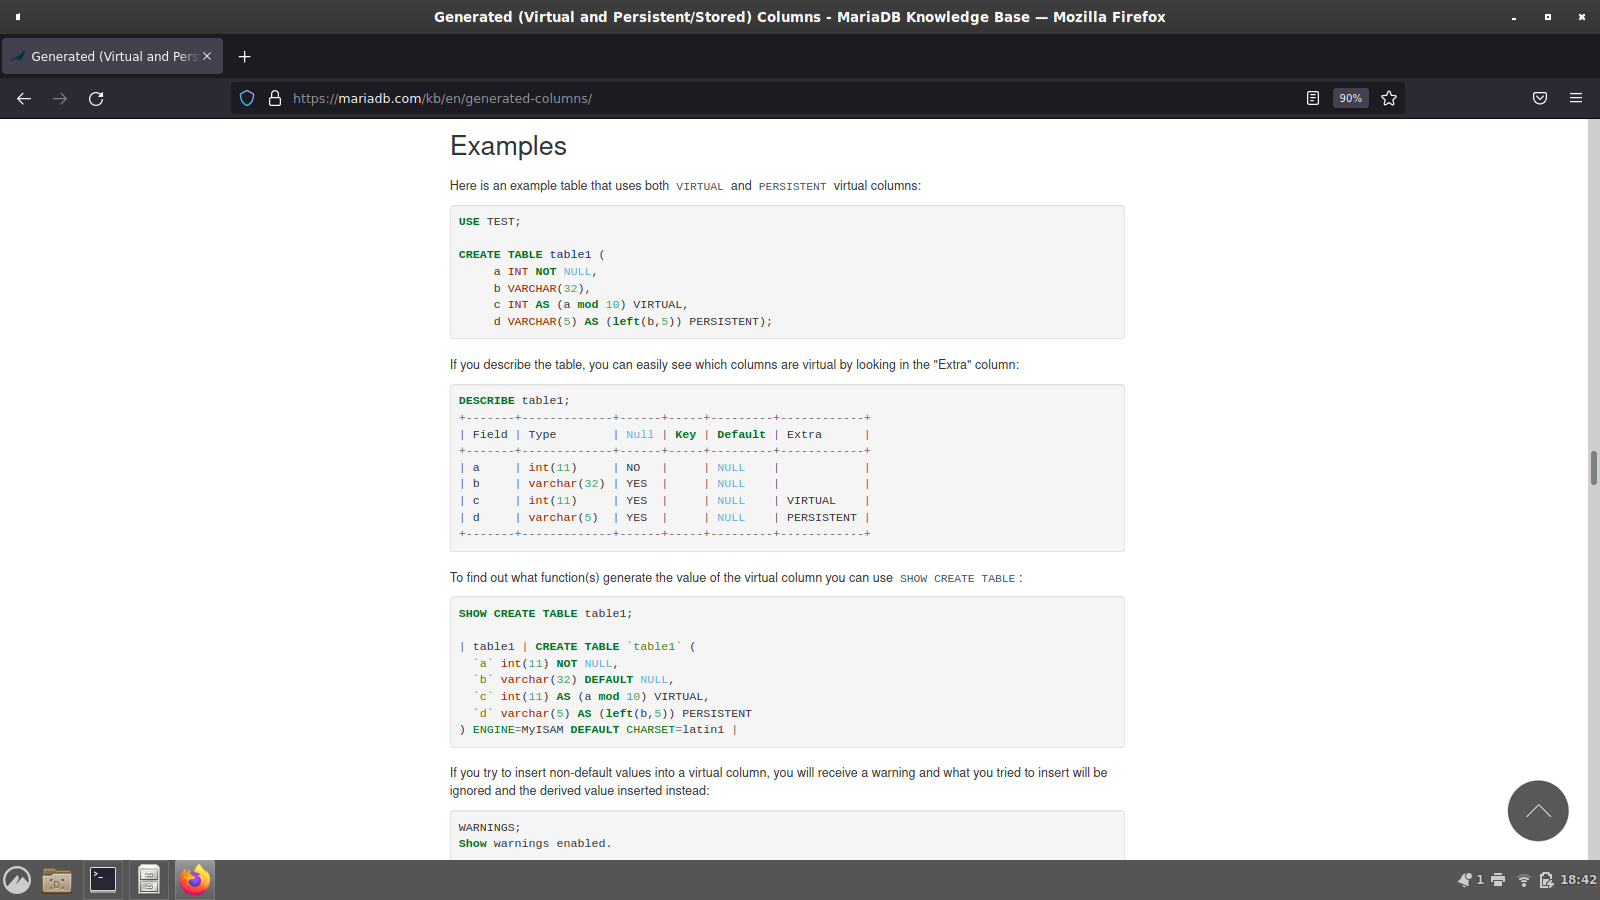 Generated (Virtual and Persistent/Stored) Columns - MariaDB Knowledge Base — Mozilla Firefox
Generated (Virtual and Pers
https://mariadb.com/kb/en/generated-columns/
90%
Examples
Here is an example table that uses both VIRTUAL and PERSISTENT virtual columns:
USE TEST;
CREATE TABLE table1 (
     a INT NOT NULL,
     b VARCHAR(32),
     c INT AS (a mod 10) VIRTUAL,
     d VARCHAR(5) AS (left(b,5)) PERSISTENT);
If you describe the table, you can easily see which columns are virtual by looking in the "Extra" column:
DESCRIBE table1;
+-------+-------------+------+-----+---------+------------+
| Field | Type        | Null | Key | Default | Extra      |
+-------+-------------+------+-----+---------+------------+
| a     | int(11)     | NO   |     | NULL    |            |
| b     | varchar(32) | YES  |     | NULL    |            |
| c     | int(11)     | YES  |     | NULL    | VIRTUAL    |
| d     | varchar(5)  | YES  |     | NULL    | PERSISTENT |
+-------+-------------+------+-----+---------+------------+
To find out what function(s) generate the value of the virtual column you can use SHOW CREATE TABLE :
SHOW CREATE TABLE table1;
| table1 | CREATE TABLE `table1` (
  `a` int(11) NOT NULL,
  `b` varchar(32) DEFAULT NULL,
  `c` int(11) AS (a mod 10) VIRTUAL,
  `d` varchar(5) AS (left(b,5)) PERSISTENT
) ENGINE=MyISAM DEFAULT CHARSET=latin1 |
If you try to insert non-default values into a virtual column, you will receive a warning and what you tried to insert will be
ignored and the derived value inserted instead:
WARNINGS;
Show warnings enabled.
1
18:42